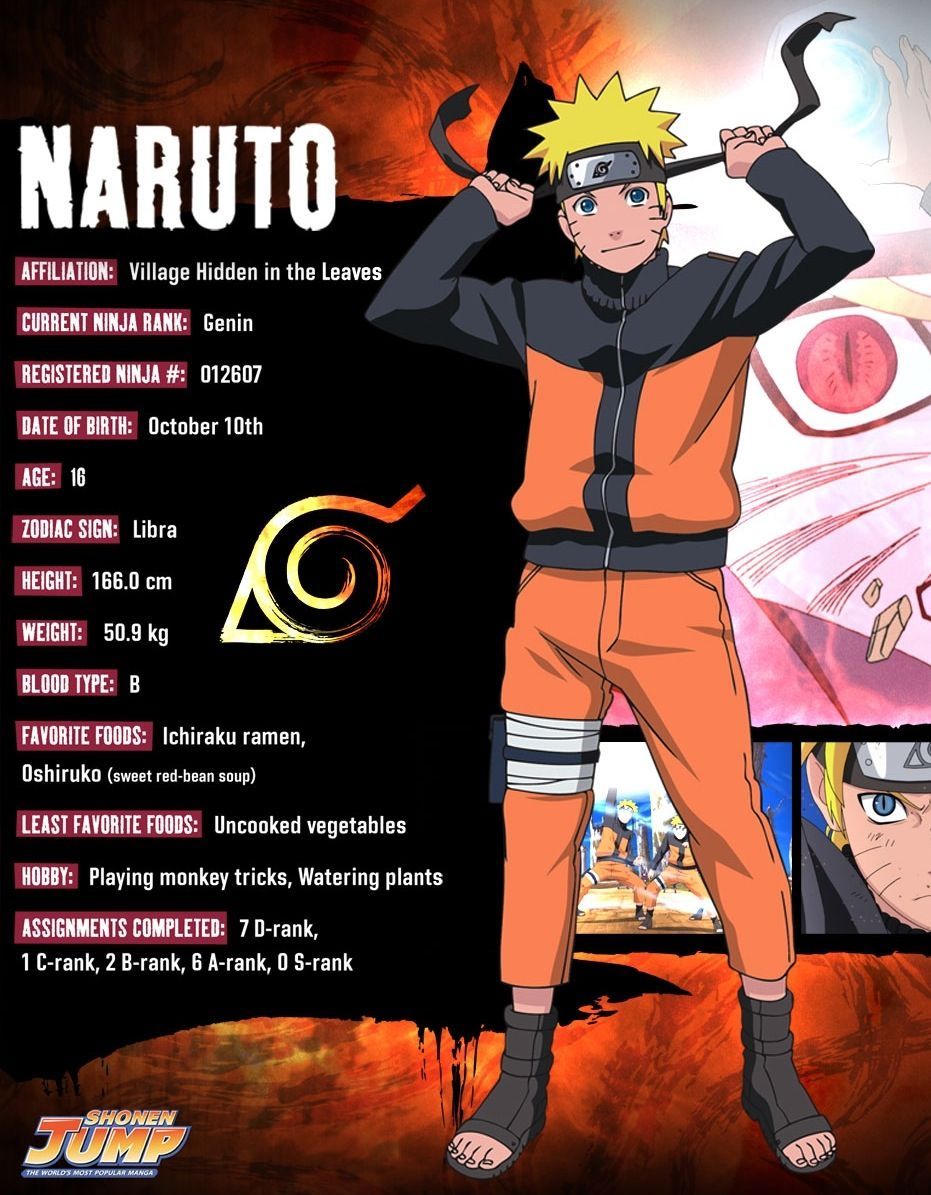 NARUTO
AFFILIATION: Village Hidden in the Leaves
CURRENT NINJA RANK: Genin
REGISTERED NINJA #: 012607
DATE OF BIRTH: October 10th
AGE: 16
ZODIAC SIGN: Libra
HEIGHT: 166.0 cm
WEIGHT: 50.9 kg
BLOOD TYPE: B
FAVORITE FOODS: Ichiraku ramen,
Oshiruko (sweet red-bean soup)
LEAST FAVORITE FOODS: Uncooked vegetables
HOBBY: Playing monkey tricks, Watering plants
ASSIGNMENTS COMPLETED: 7 D-rank,
1 C-rank, 2 B-rank, 6 A-rank, 0 S-rank
SHONEN
JUMP
THE WORLD'S MOST POPULAR MANGA